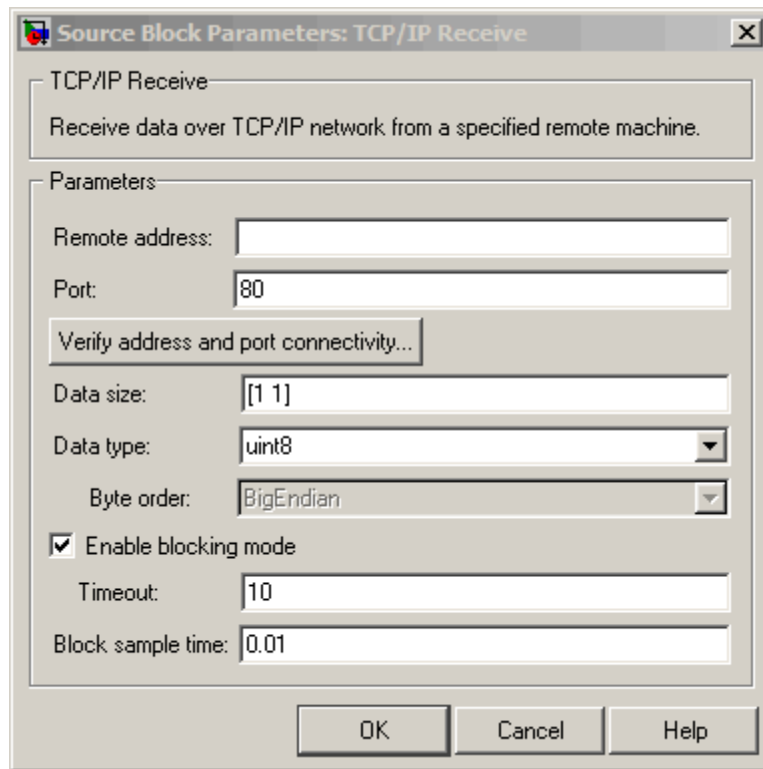 Source Block Parameters: TCP/IP Receive
TCP/IP Receive
Receive data over TCP/IP network from a specified remote machine.
Parameters
Remote address:
Port: 80
Verify address and port connectivity...
Data size: [1 1]
Data type: uint8
Byte order: BigEndian
Enable blocking mode
Timeout: 10
Block sample time: 0.01
OK Cancel Help